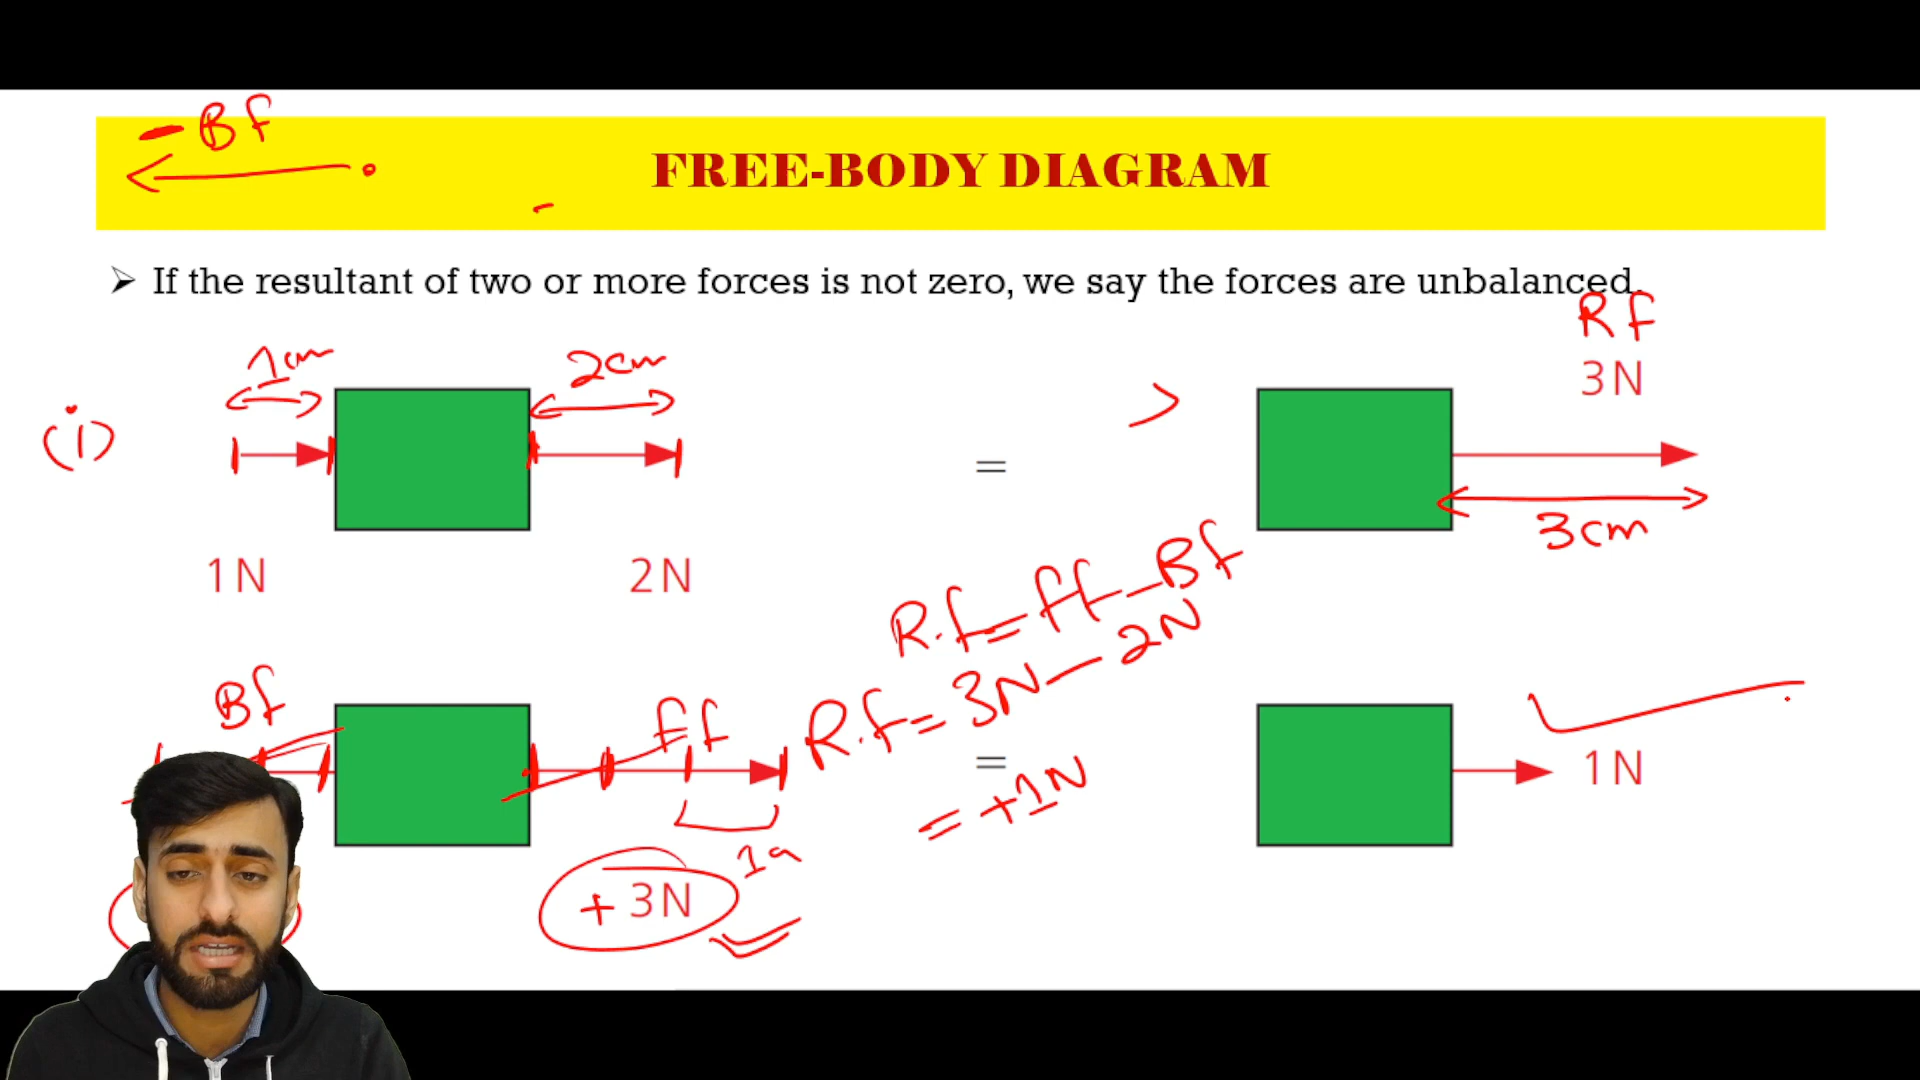 - Bf
FREE-BODY DIAGRAM
➢ If the resultant of two or more forces is not zero, we say the forces are unbalanced.
Rf
1cm
2cm
3N
(i)
=
3cm
1N
2N
R.f = ff - Bf
R.f = 3N - 2N
= +1N
Bf
ff
=
1N
+ 3N